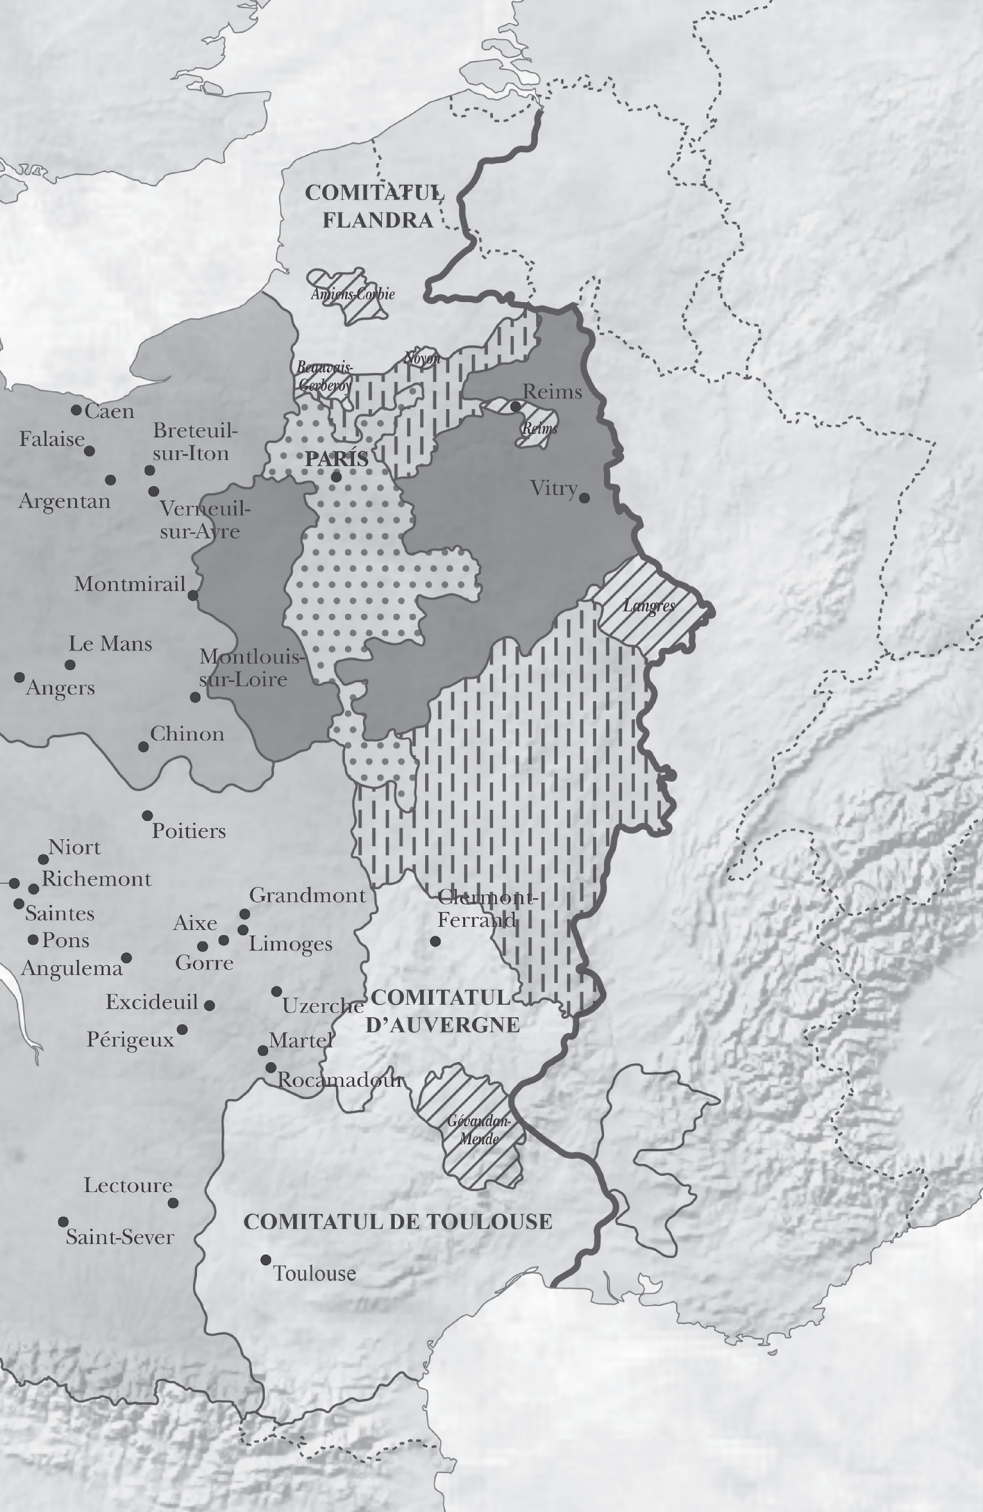 COMITATUL
FLANDRA
Amiens-Corbie
Noyon
Beauvais-
Gerberoy
Reims
Reims
Caen
Falaise
Breteuil-
sur-Iton
PARÍS
Argentan
Vitry
Verneuil-
sur-Avre
Montmirail
Langres
Le Mans
Montlouis-
sur-Loire
Angers
Chinon
Poitiers
Niort
Richemont
Grandmont
Clermont-
Ferrand
Saintes
Aixe
Pons
Limoges
Gorre
Angulema
Excideuil
Uzerche
COMITATUL
D’AUVERGNE
Périgeux
Martel
Rocamadour
Gévaudan-
Mende
Lectoure
COMITATUL DE TOULOUSE
Saint-Sever
Toulouse